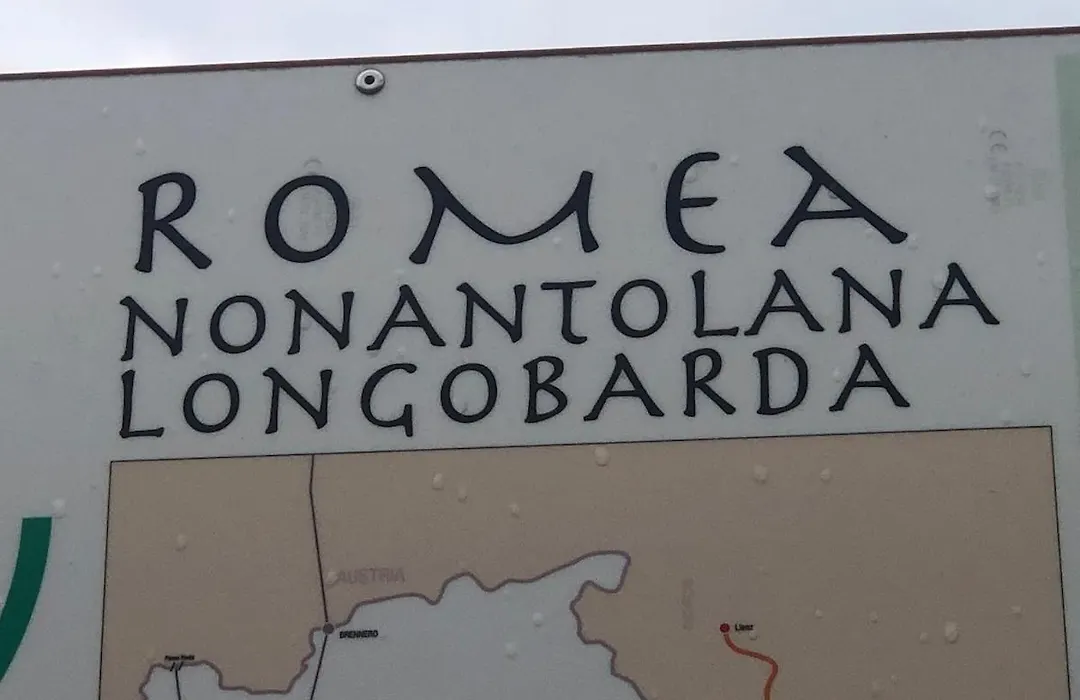 ROMEA
NONANTOLANA
LONGOBARDA
AUSTRIA
BRENNERO
Lienz